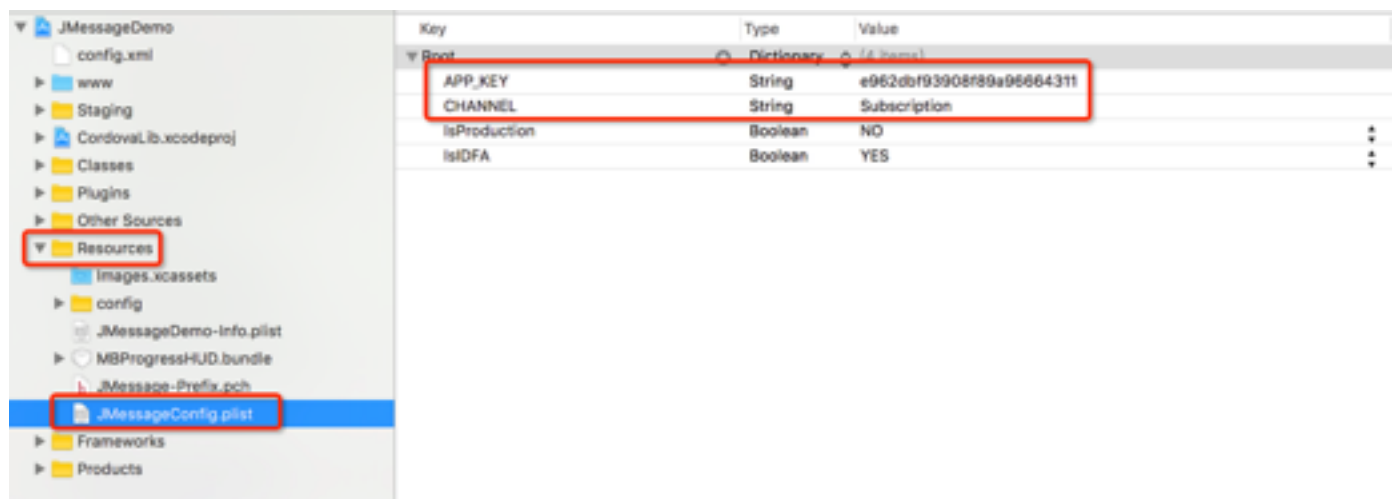 JMessageDemo
config.xml
www
Staging
CordovaLib.xcodeproj
Classes
Plugins
Other Sources
Resources
Images.xcassets
config
JMessageDemo-Info.plist
MBProgressHUD.bundle
JMessage-Prefix.pch
JMessageConfig.plist
Frameworks
Products
Key Type Value
Root Dictionary (4 items)
APP_KEY String
CHANNEL String Subscription
IsProduction Boolean NO
IsIDFA Boolean YES